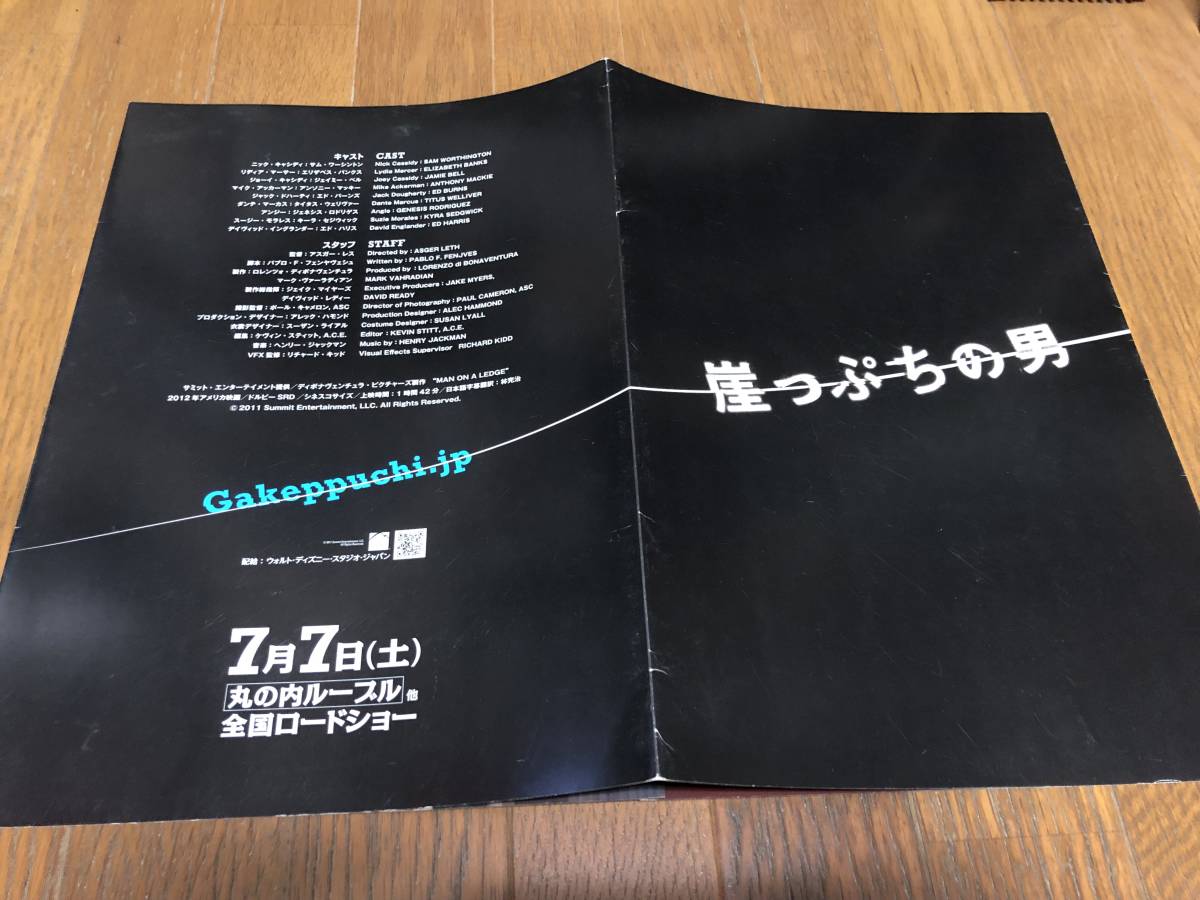 キャスト CAST
ニック・キャシディ：サム・ワーシントン Nick Cassidy : SAM WORTHINGTON
リディア・マーサー：エリザベス・バンクス Lydia Mercer : ELIZABETH BANKS
ジョーイ・キャシディ：ジェイミー・ベル Joey Cassidy : JAMIE BELL
マイク・アッカーマン：アンソニー・マッキー Mike Ackerman : ANTHONY MACKIE
ジャック・ドハーティ：エド・バーンズ Jack Dougherty : ED BURNS
ダンテ・マーカス：タイタス・ウェリヴァー Dante Marcus : TITUS WELLIVER
アンジー：ジェネシス・ロドリゲス Angie : GENESIS RODRIGUEZ
スージー・モラレス：キーラ・セジウィック Suzie Morales : KYRA SEDGWICK
デイヴィッド・イングランダー：エド・ハリス David Englander : ED HARRIS
スタッフ STAFF
監督：アスガー・レス Directed by : ASGER LETH
脚本：パブロ・F・フェンヤヴェシュ Written by : PABLO F. FENJVES
製作：ロレンツォ・ディボナヴェンチュラ Produced by : LORENZO di BONAVENTURA
マーク・ヴァーラディアン MARK VAHRADIAN
製作総指揮：ジェイク・マイヤーズ Executive Producers : JAKE MYERS,
デイヴィッド・レディー DAVID READY
撮影監督：ポール・キャメロン, ASC Director of Photography : PAUL CAMERON, ASC
プロダクション・デザイナー：アレック・ハモンド Production Designer : ALEC HAMMOND
衣装デザイナー：スーザン・ライアル Costume Designer : SUSAN LYALL
編集：ケヴィン・スティット, A.C.E. Editor : KEVIN STITT, A.C.E.
音楽：ヘンリー・ジャックマン Music by : HENRY JACKMAN
VFX監修：リチャード・キッド Visual Effects Supervisor RICHARD KIDD
サミット・エンターテイメント提供／ディボナヴェンチュラ・ピクチャーズ製作 "MAN ON A LEDGE"
2012年アメリカ映画／ドルビーSRD／シネスコサイズ／上映時間：1時間42分／日本語字幕翻訳：林完治
© 2011 Summit Entertainment, LLC. All Rights Reserved.
Gakeppuchi.jp
配給：ウォルト・ディズニー・スタジオ・ジャパン
7月7日(土)
丸の内ルーブル 他
全国ロードショー
崖っぷちの男